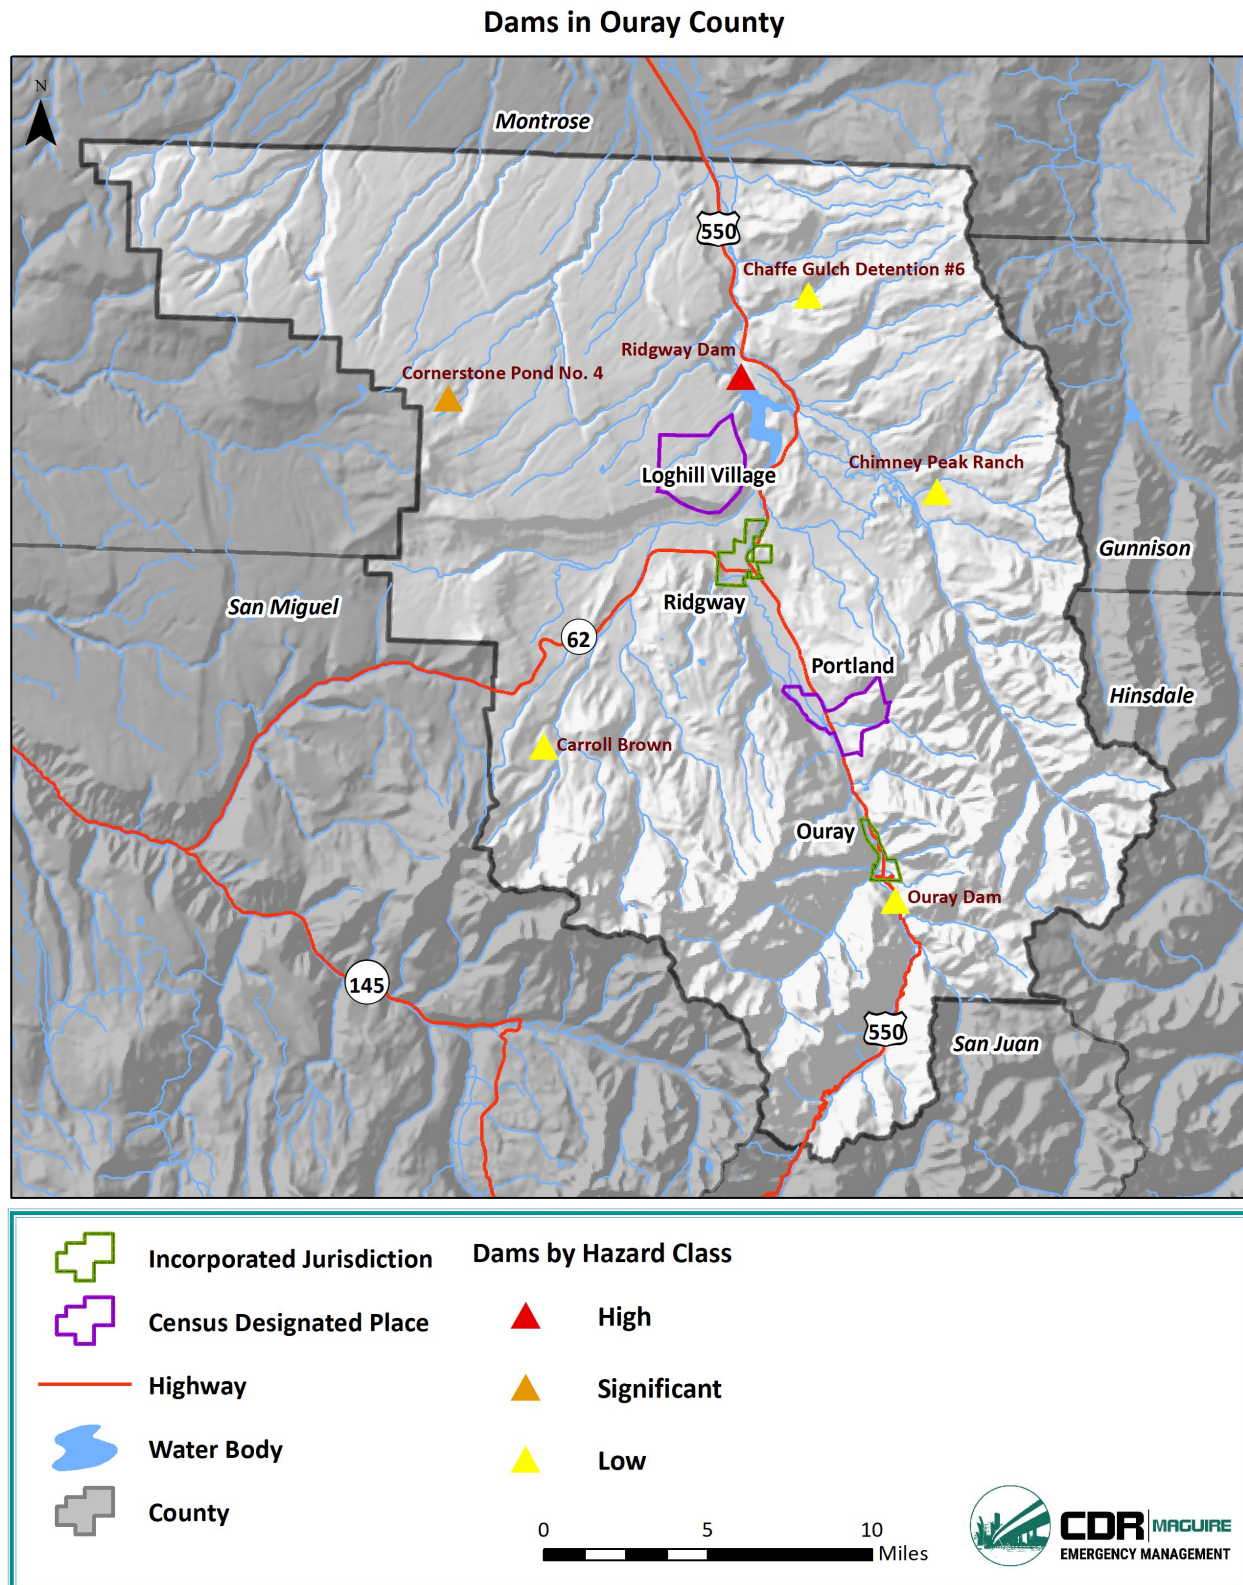 Dams in Ouray County
N
Montrose
550
Chaffe Gulch Detention #6
Ridgway Dam
Cornerstone Pond No. 4
Chimney Peak Ranch
Loghill Village
Gunnison
San Miguel
Ridgway
62
Portland
Hinsdale
Carroll Brown
Ouray
Ouray Dam
145
550
San Juan
Incorporated Jurisdiction
Census Designated Place
Highway
Water Body
County
Dams by Hazard Class
High
Significant
Low
0 5 10
Miles
CDR MAGUIRE
EMERGENCY MANAGEMENT